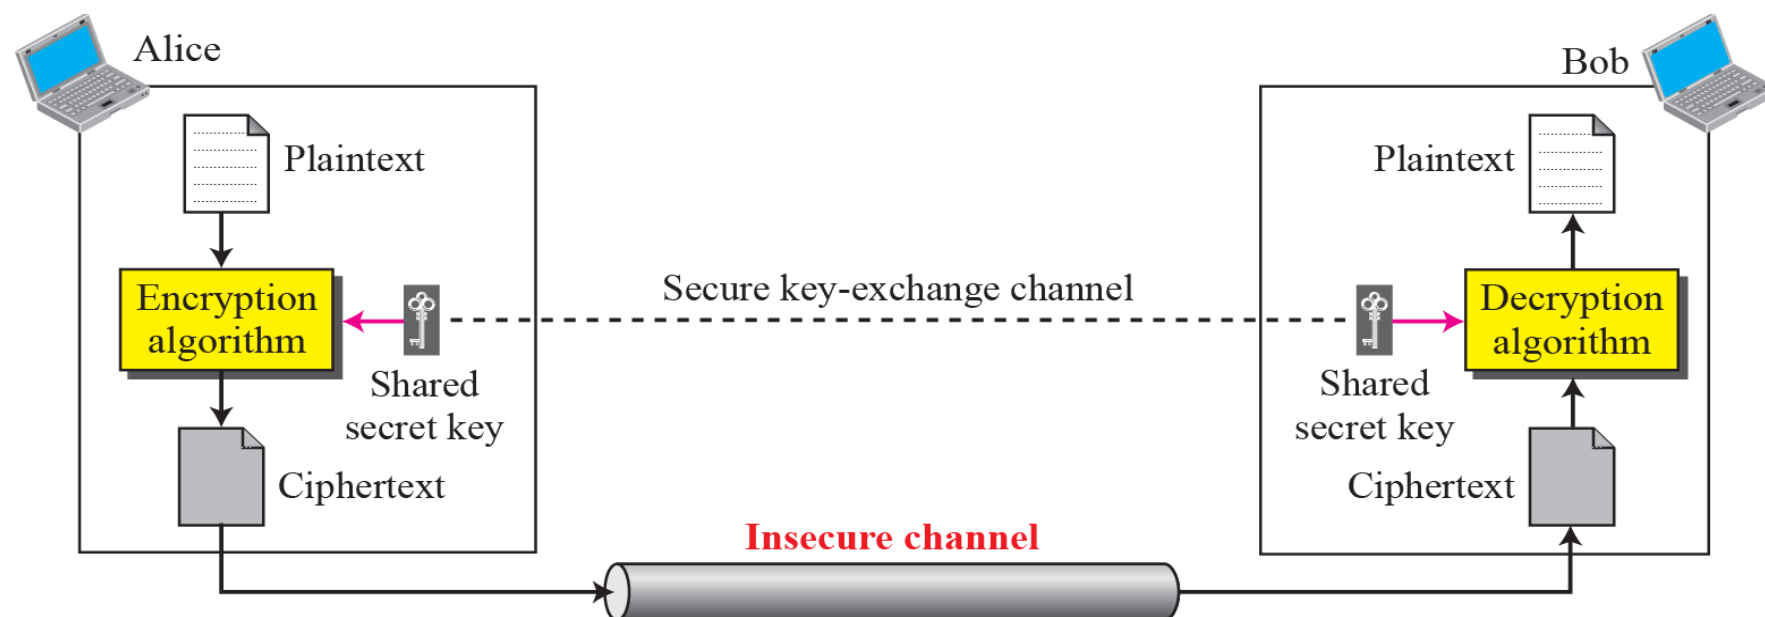 Alice
Bob
Plaintext
Plaintext
Encryption
algorithm
Secure key-exchange channel
Decryption
algorithm
Shared
secret key
Shared
secret key
Ciphertext
Ciphertext
Insecure channel